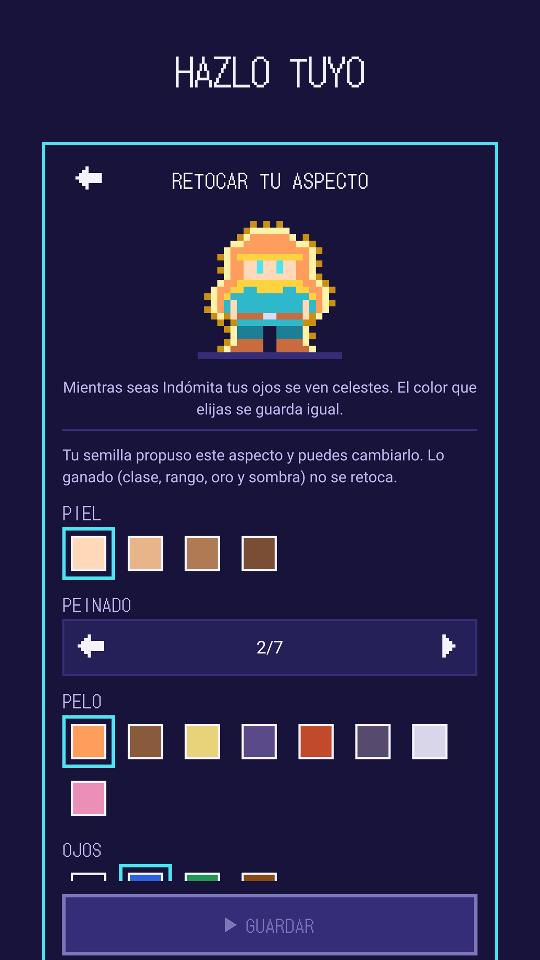 HAZLO TUYO
RETOCAR TU ASPECTO
Mientras seas Indómita tus ojos se ven celestes. El color que
elijas se guarda igual.
Tu semilla propuso este aspecto y puedes cambiarlo. Lo
ganado (clase, rango, oro y sombra) no se retoca.
PIEL
PEINADO
2/7
PELO
OJOS
GUARDAR